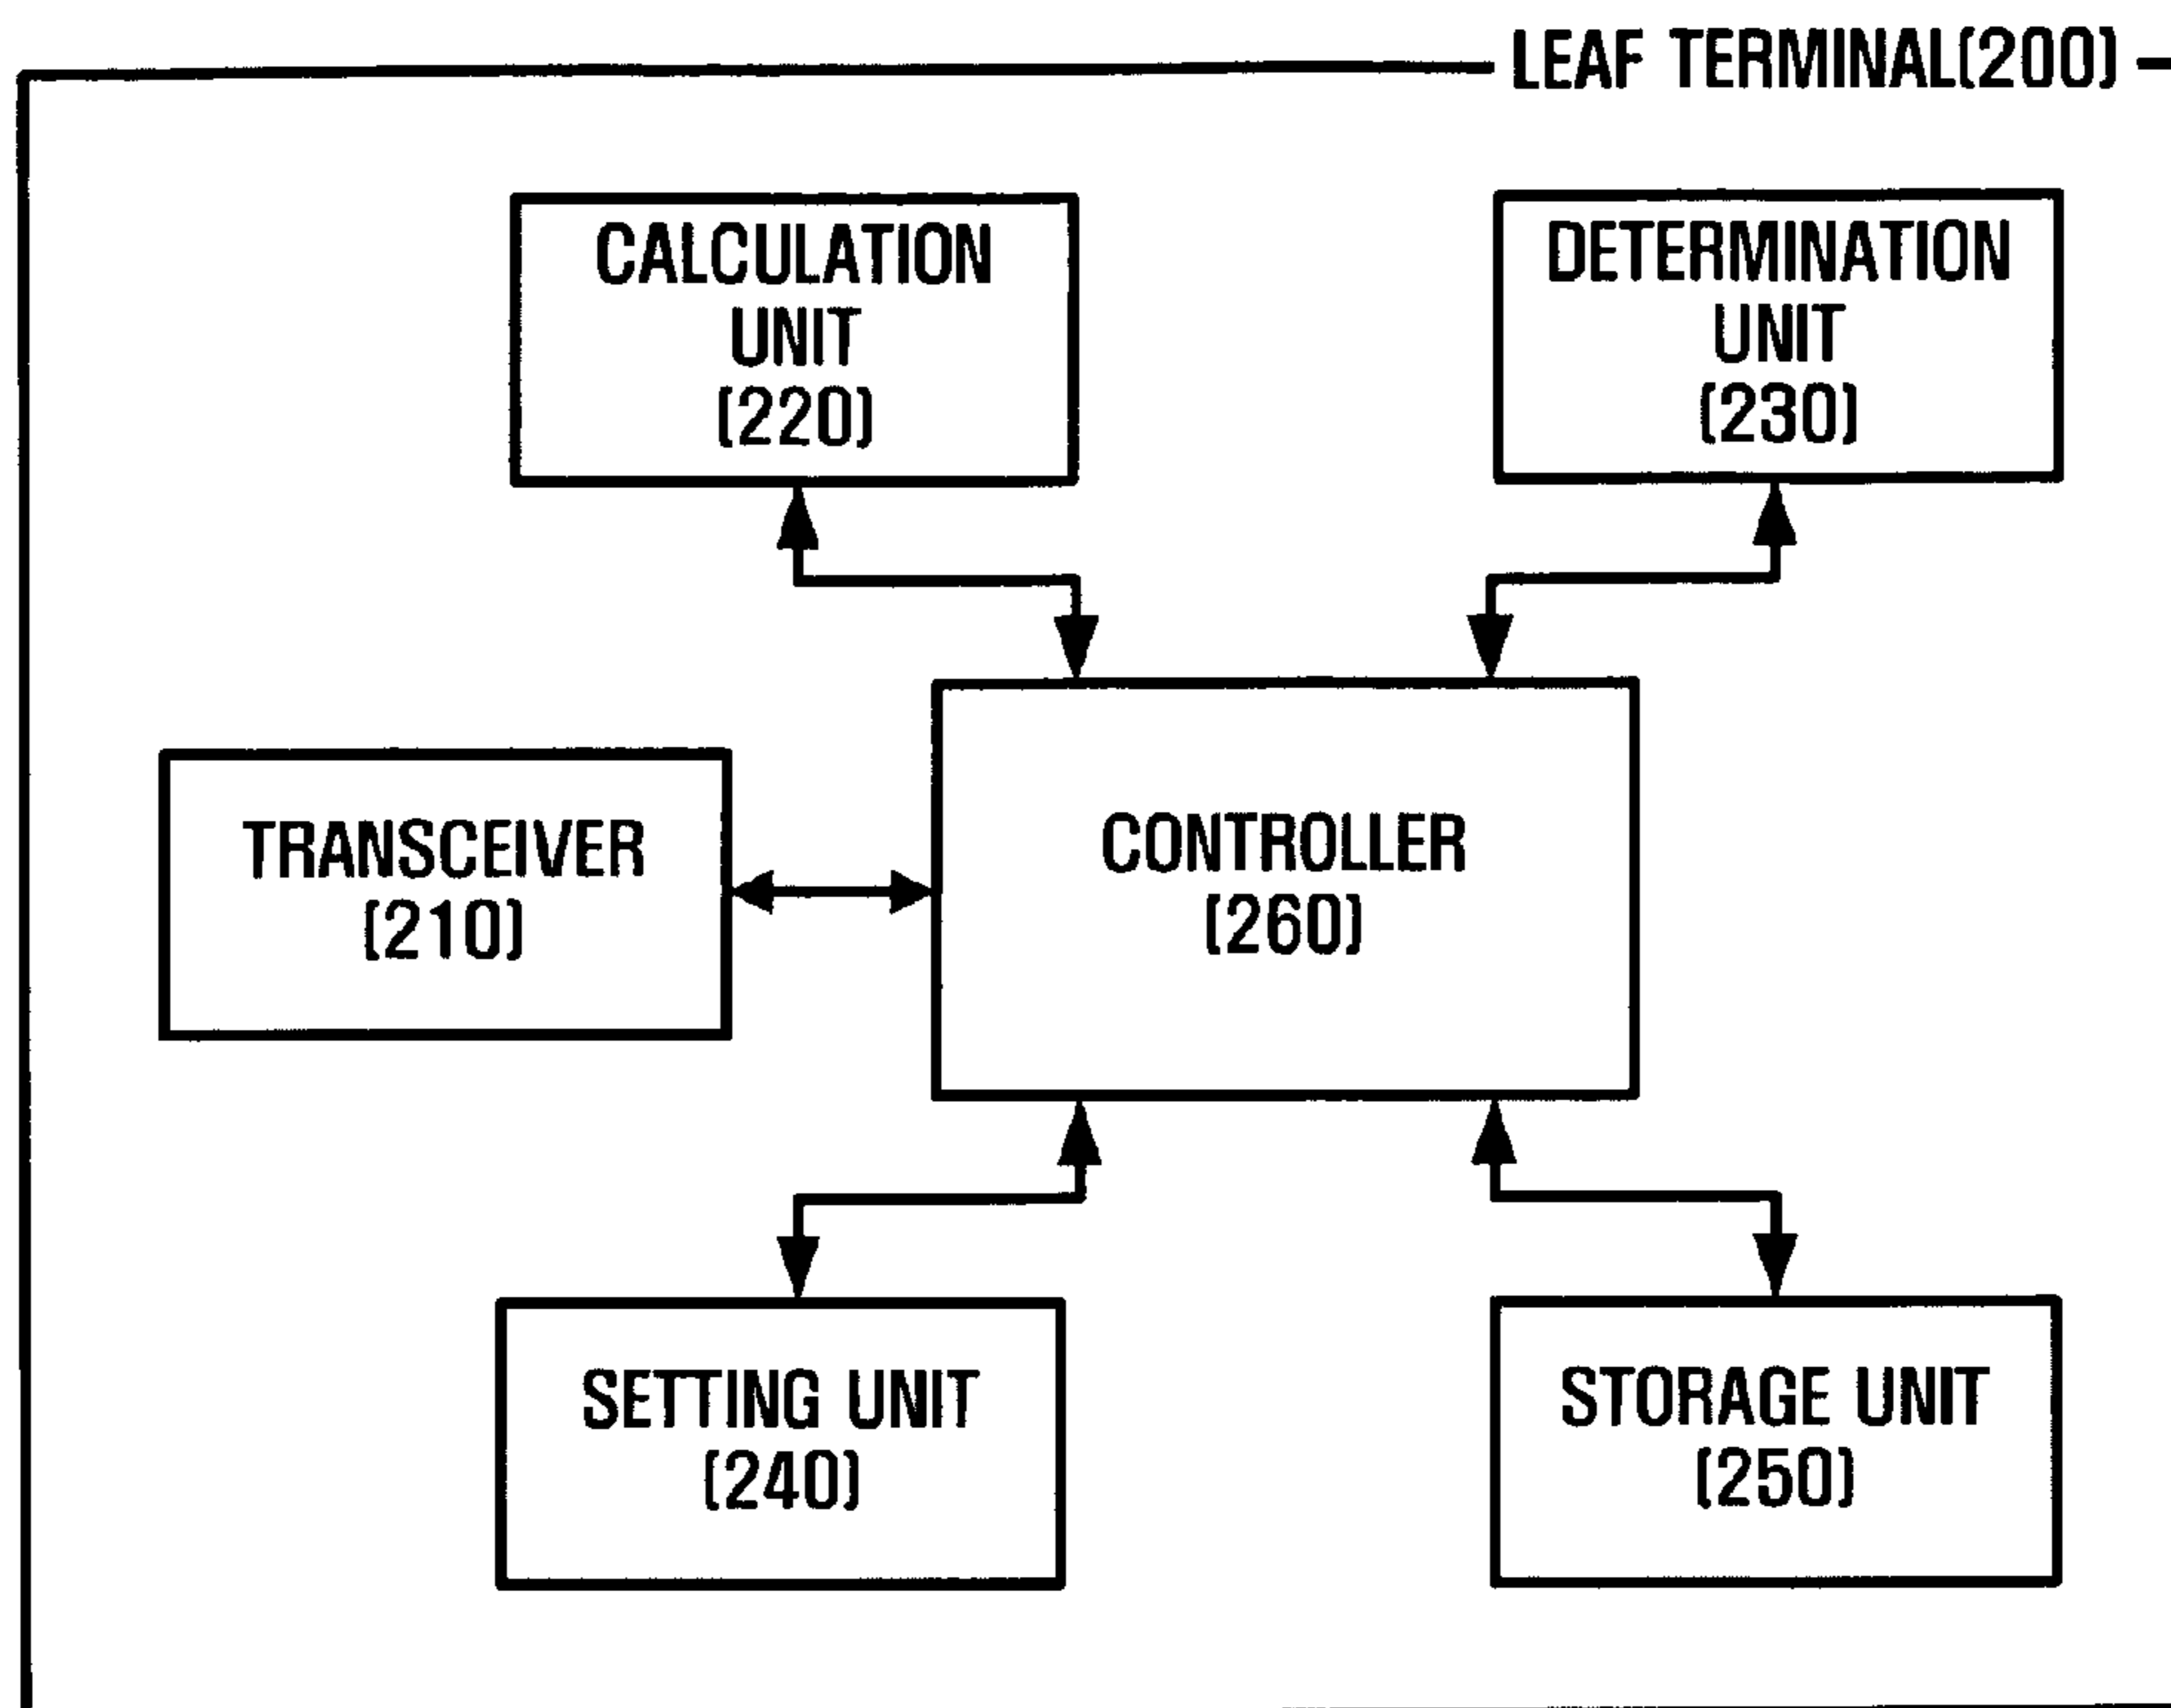 LEAF TERMINAL(200)
CALCULATION
UNIT
(220)
DETERMINATION
UNIT
(230)
TRANSCEIVER
(210)
CONTROLLER
(260)
SETTING UNIT
(240)
STORAGE UNIT
(250)